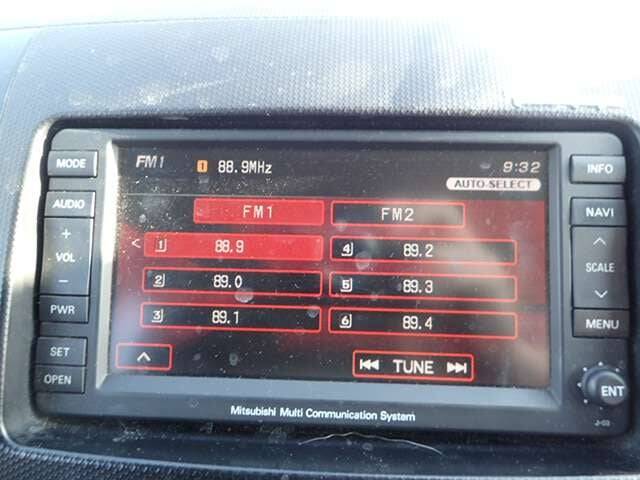 MODE
AUDIO
+
VOL
-
PWR
SET
OPEN
FM1 1 88.9MHz 9:32
AUTO-SELECT
FM1 FM2
< 1 88.9 4 89.2
2 89.0 5 89.3
3 89.1 6 89.4
TUNE
Mitsubishi Multi Communication System
INFO
NAVI
SCALE
MENU
ENT
J-03